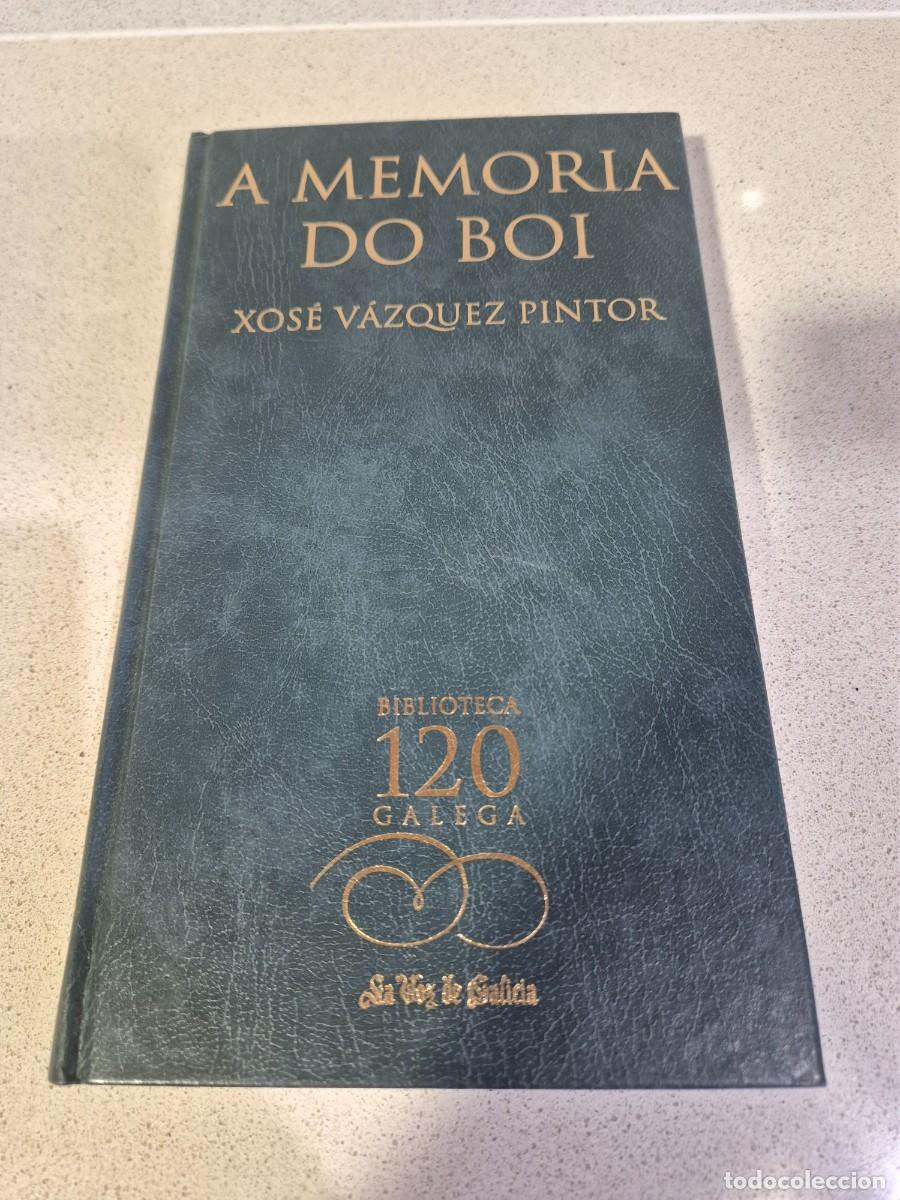 A MEMORIA
DO BOI
XOSÉ VÁZQUEZ PINTOR
BIBLIOTECA
120
GALEGA
La Voz de Galicia
todocoleccion